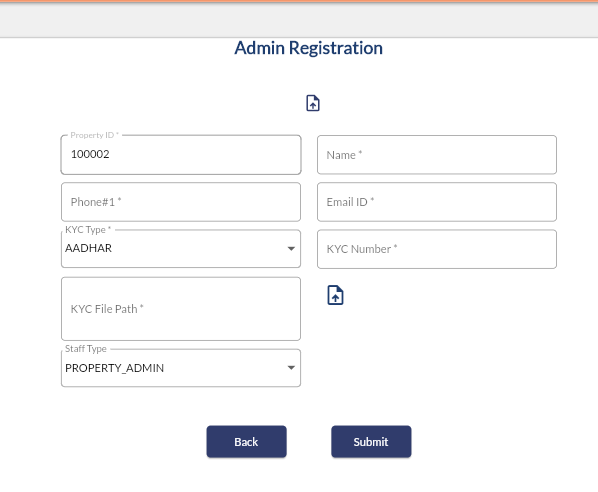 Admin Registration
Property ID *
100002
Name *
Phone#1 *
Email ID *
KYC Type *
AADHAR
KYC Number *
KYC File Path *
Staff Type
PROPERTY_ADMIN
Back
Submit